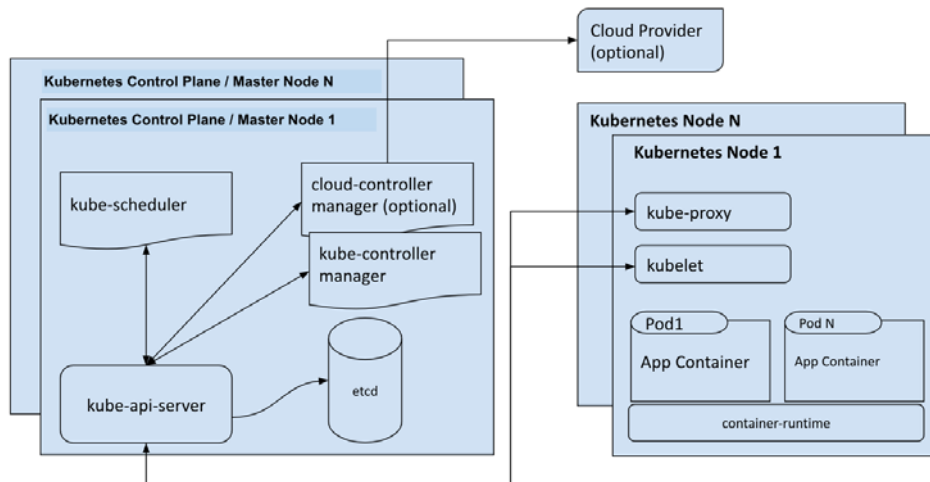 Cloud Provider
(optional)
Kubernetes Control Plane / Master Node N
Kubernetes Control Plane / Master Node 1
kube-scheduler
cloud-controller
manager (optional)
kube-controller
manager
kube-api-server
etcd
Kubernetes Node N
Kubernetes Node 1
kube-proxy
kubelet
Pod1
App Container
Pod N
App Container
container-runtime